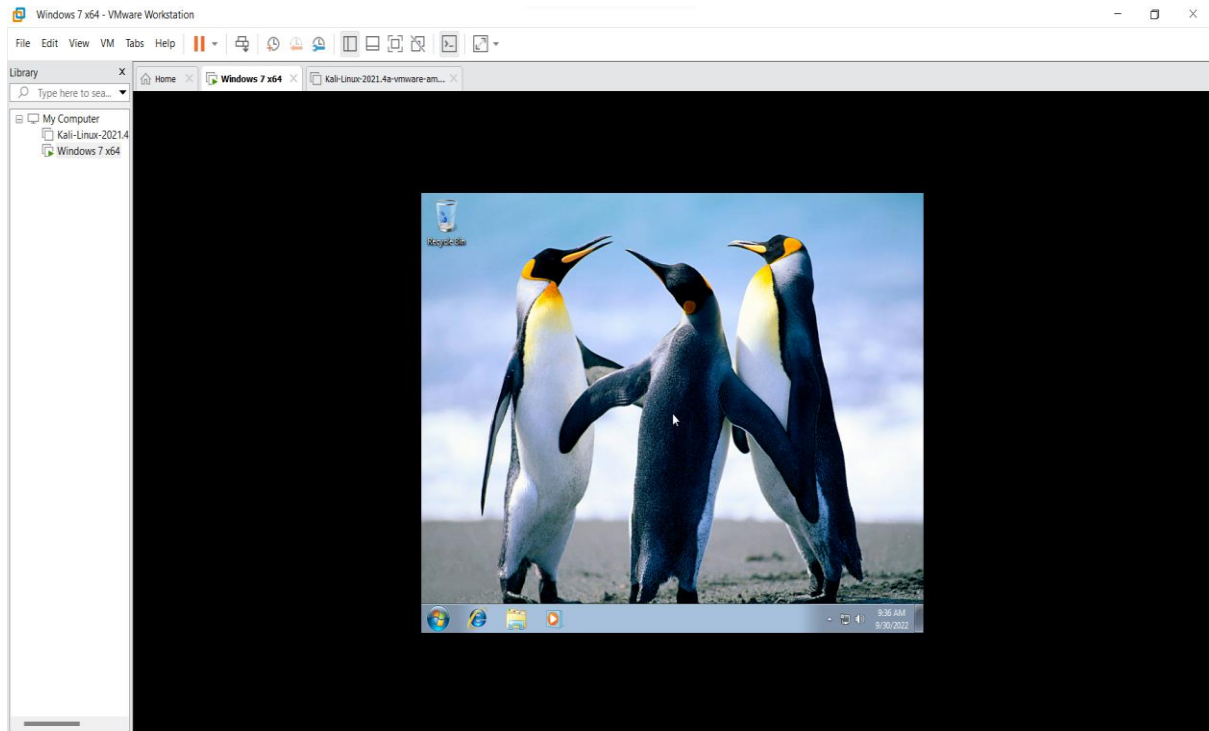 Windows 7 x64 - VMware Workstation
File Edit View VM Tabs Help
Library X
Home
Windows 7 x64
Kali-Linux-2021.4a-vmware-am...
Type here to sea...
My Computer
Kali-Linux-2021.4
Windows 7 x64
Recycle Bin
9:36 AM
9/30/2022